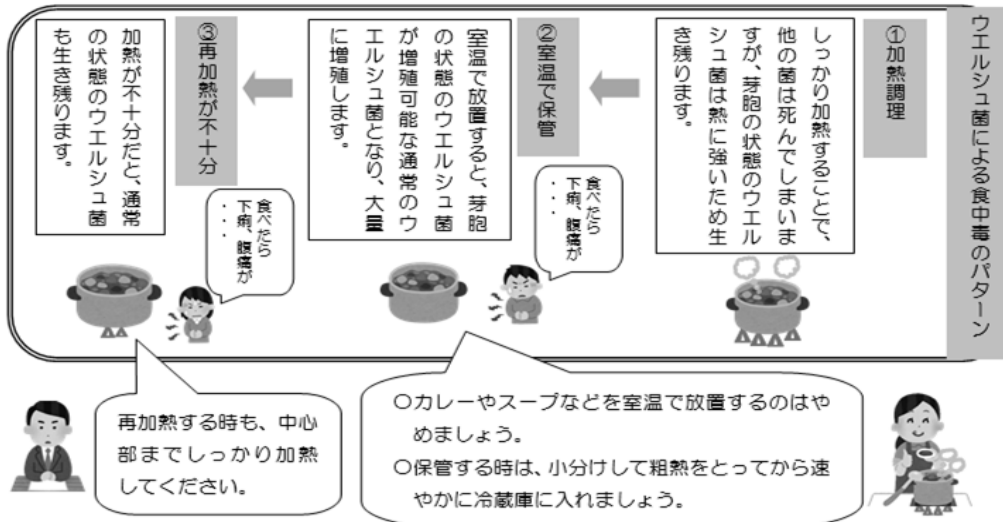 ウエルシュ菌による食中毒のパターン
①加熱調理
しっかり加熱することで、
他の菌は死んでしまいま
すが、芽胞の状態のウエル
シュ菌は熱に強いため生
き残ります。
②室温で保管
室温で放置すると、芽胞
の状態のウエルシュ菌
が増殖可能な通常のウ
エルシュ菌となり、大量
に増殖します。
食べたら
下痢、腹痛が
・・・
③再加熱が不十分
加熱が不十分だと、通常
の状態のウエルシュ菌
も生き残ります。
食べたら
下痢、腹痛が
・・・
〇カレーやスープなどを室温で放置するのはや
めましょう。
〇保管する時は、小分けして粗熱をとってから速
やかに冷蔵庫に入れましょう。
再加熱する時も、中心
部までしっかり加熱
してください。